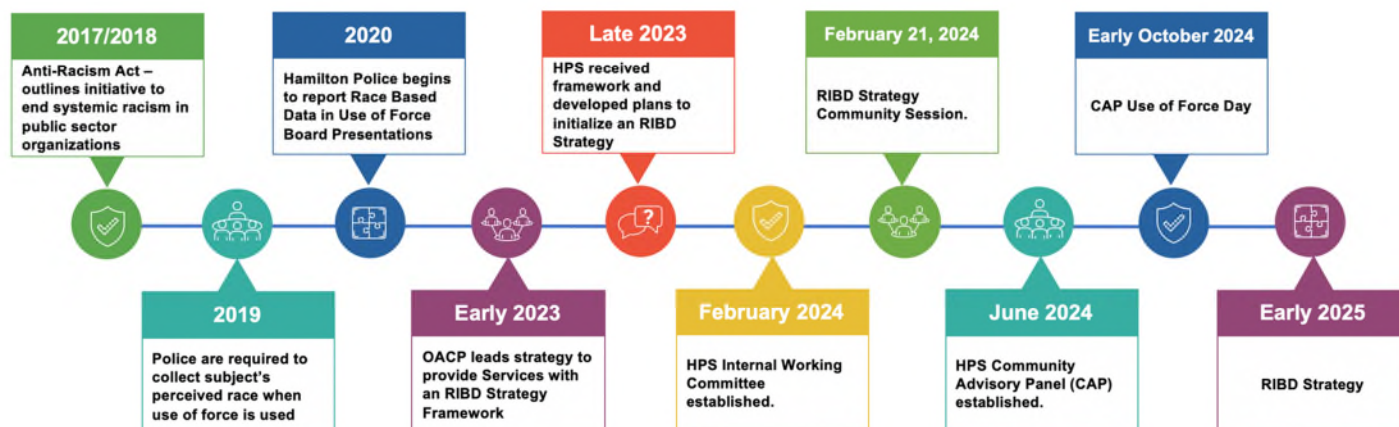 2017/2018
Anti-Racism Act –
outlines initiative to
end systemic racism in
public sector
organizations
2019
Police are required to
collect subject's
perceived race when
use of force is used
2020
Hamilton Police begins
to report Race Based
Data in Use of Force
Board Presentations
Early 2023
OACP leads strategy to
provide Services with
an RIBD Strategy
Framework
Late 2023
HPS received
framework and
developed plans to
initialize an RIBD
Strategy
?
February 2024
HPS Internal Working
Committee
established.
February 21, 2024
RIBD Strategy
Community Session.
June 2024
HPS Community
Advisory Panel (CAP)
established.
Early October 2024
CAP Use of Force Day
Early 2025
RIBD Strategy